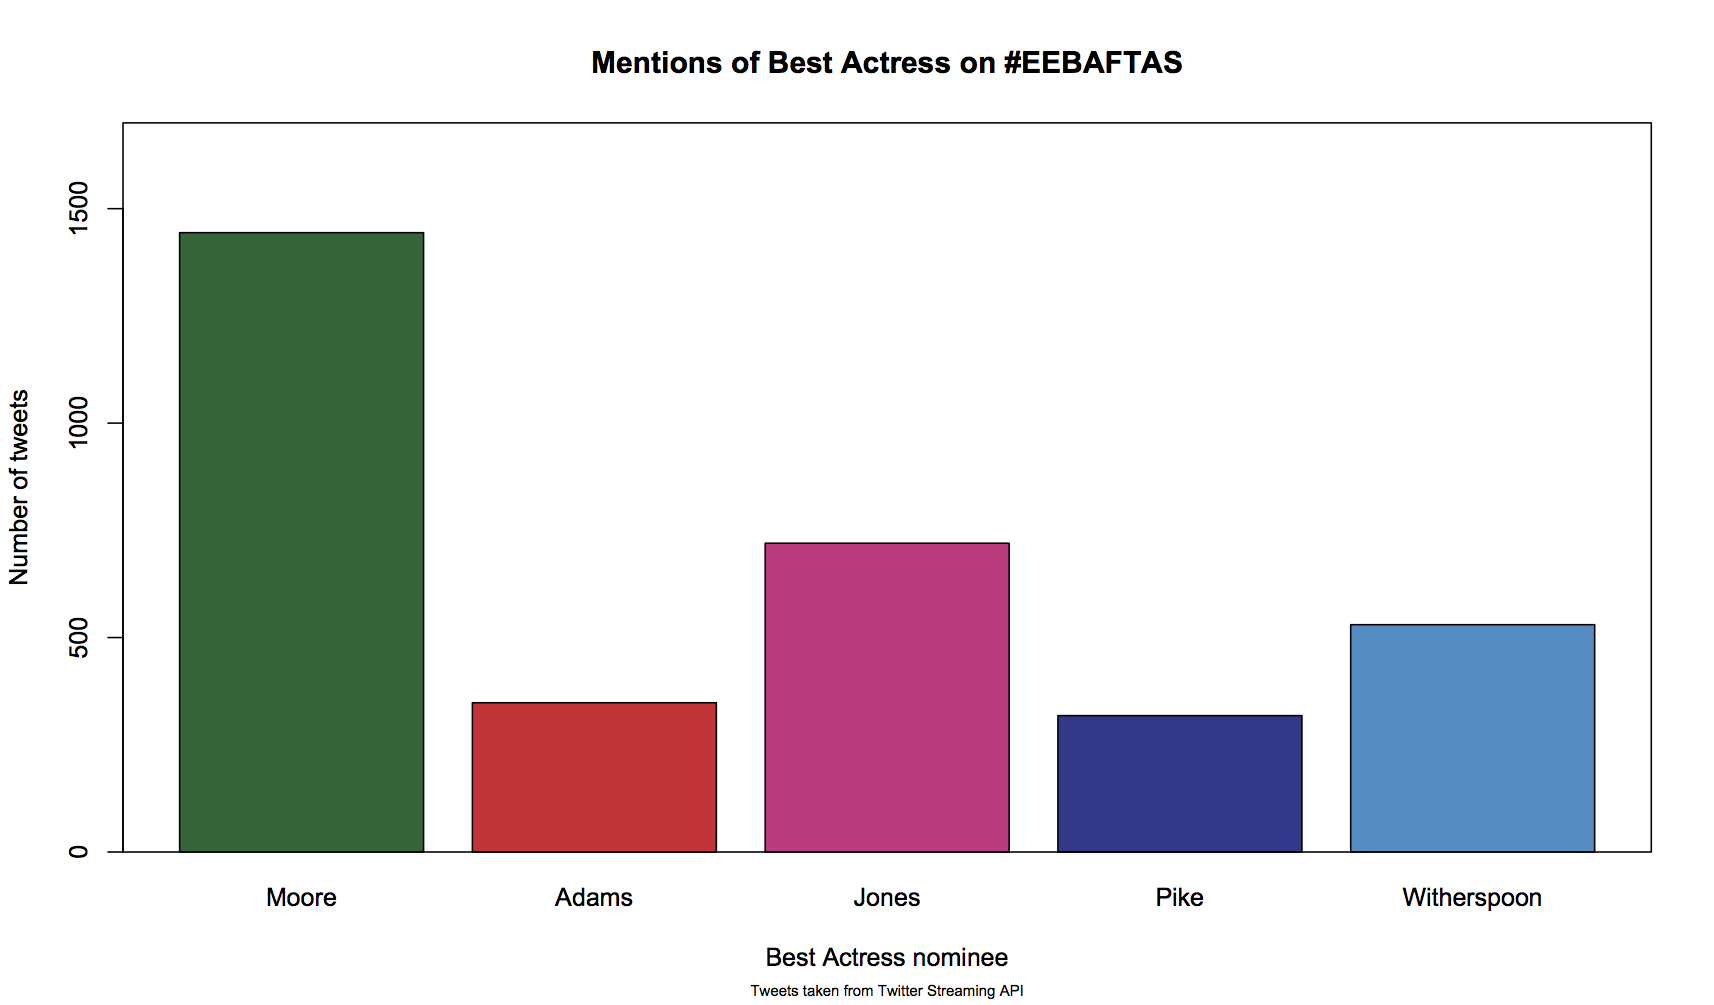 Mentions of Best Actress on #EEBAFTAS
Number of tweets
1500
1000
500
0
Moore
Adams
Jones
Pike
Witherspoon
Best Actress nominee
Tweets taken from Twitter Streaming API